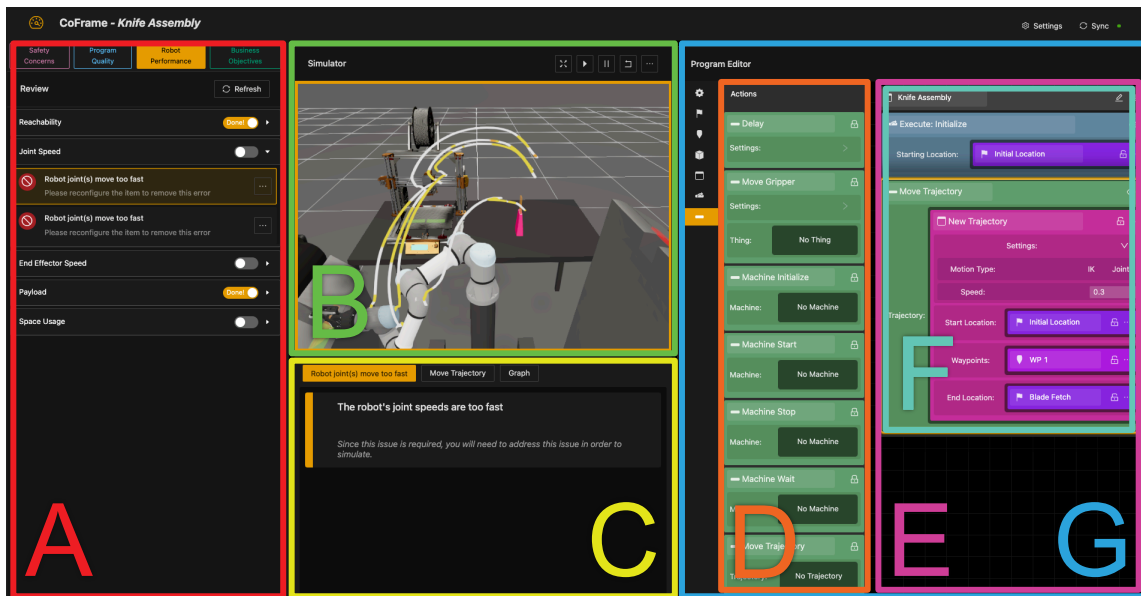 CoFrame - Knife Assembly
Settings
Sync
Safety Concerns
Program Quality
Robot Performance
Business Objectives
Review
Refresh
Reachability
Done!
Joint Speed
Robot joint(s) move too fast
Please reconfigure the item to remove this error
Robot joint(s) move too fast
Please reconfigure the item to remove this error
End Effector Speed
Payload
Done!
Space Usage
A
Simulator
B
Robot joint(s) move too fast
Move Trajectory
Graph
The robot's joint speeds are too fast
Since this issue is required, you will need to address this issue in order to
simulate.
C
Program Editor
Actions
Delay
Settings:
Move Gripper
Settings:
Thing:
No Thing
Machine Initialize
Machine:
No Machine
Machine Start
Machine:
No Machine
Machine Stop
Machine:
No Machine
Machine Wait
No Machine
Move Trajectory
Trajectory:
No Trajectory
D
Knife Assembly
Execute: Initialize
Starting Location:
Initial Location
Move Trajectory
New Trajectory
Settings:
Motion Type:
IK
Joint
Speed:
0.3
Trajectory:
Start Location:
Initial Location
Waypoints:
WP 1
End Location:
Blade Fetch
F
E
G